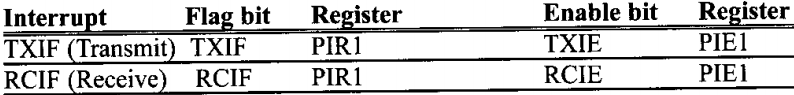 Interrupt Flag bit Register Enable bit Register
TXIF (Transmit) TXIF PIR1 TXIE PIE1
RCIF (Receive) RCIF PIR1 RCIE PIE1